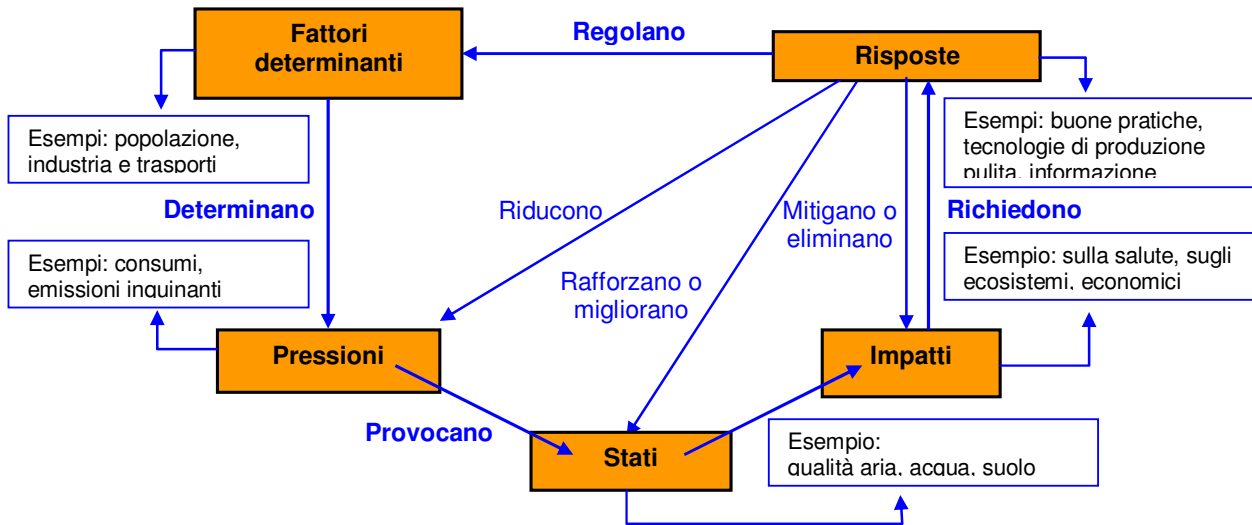 Fattori
determinanti
Regolano
Risposte
Esempi: popolazione,
industria e trasporti
Esempi: buone pratiche,
tecnologie di produzione
pulita, informazione
Determinano
Riducono
Mitigano o
eliminano
Richiedono
Esempi: consumi,
emissioni inquinanti
Rafforzano o
migliorano
Esempio: sulla salute, sugli
ecosistemi, economici
Pressioni
Impatti
Provocano
Stati
Esempio:
qualità aria, acqua, suolo